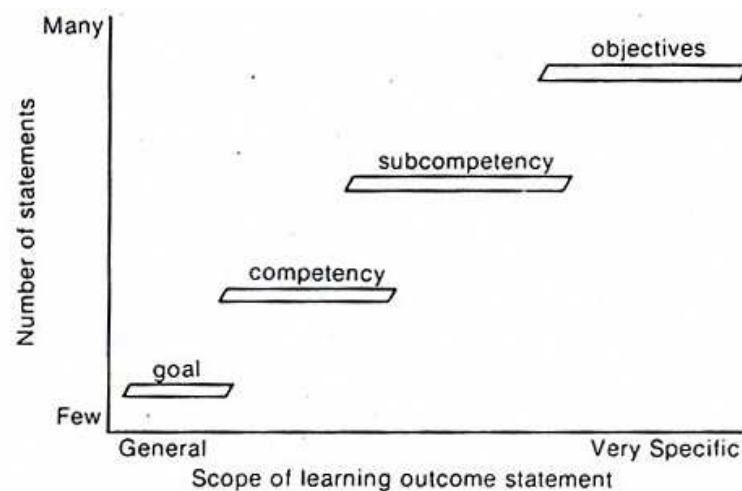 Many
objectives
subcompetency
Number of statements
competency
goal
Few
General
Very Specific
Scope of learning outcome statement